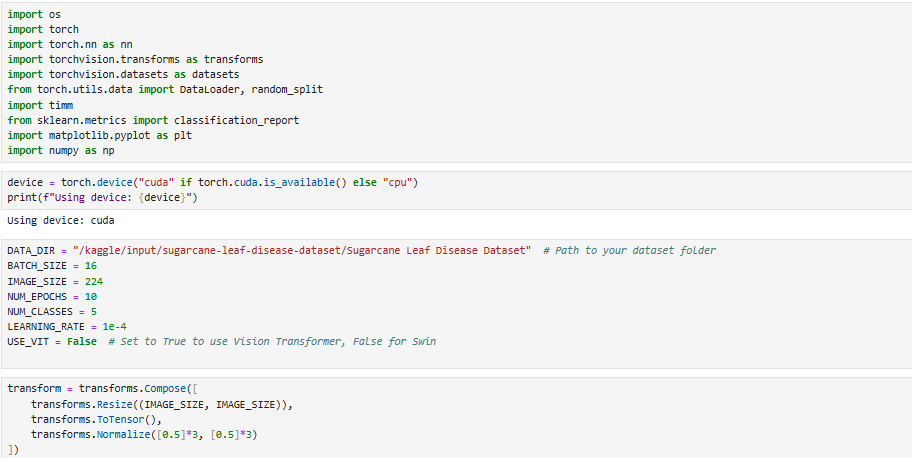 import os
import torch
import torch.nn as nn
import torchvision.transforms as transforms
import torchvision.datasets as datasets
from torch.utils.data import DataLoader, random_split
import timm
from sklearn.metrics import classification_report
import matplotlib.pyplot as plt
import numpy as np
device = torch.device("cuda" if torch.cuda.is_available() else "cpu")
print(f"Using device: {device}")
Using device: cuda
DATA_DIR = "/kaggle/input/sugarcane-leaf-disease-dataset/Sugarcane Leaf Disease Dataset"  # Path to your dataset folder
BATCH_SIZE = 16
IMAGE_SIZE = 224
NUM_EPOCHS = 10
NUM_CLASSES = 5
LEARNING_RATE = 1e-4
USE_VIT = False  # Set to True to use Vision Transformer, False for Swin
transform = transforms.Compose([
    transforms.Resize((IMAGE_SIZE, IMAGE_SIZE)),
    transforms.ToTensor(),
    transforms.Normalize([0.5]*3, [0.5]*3)
])